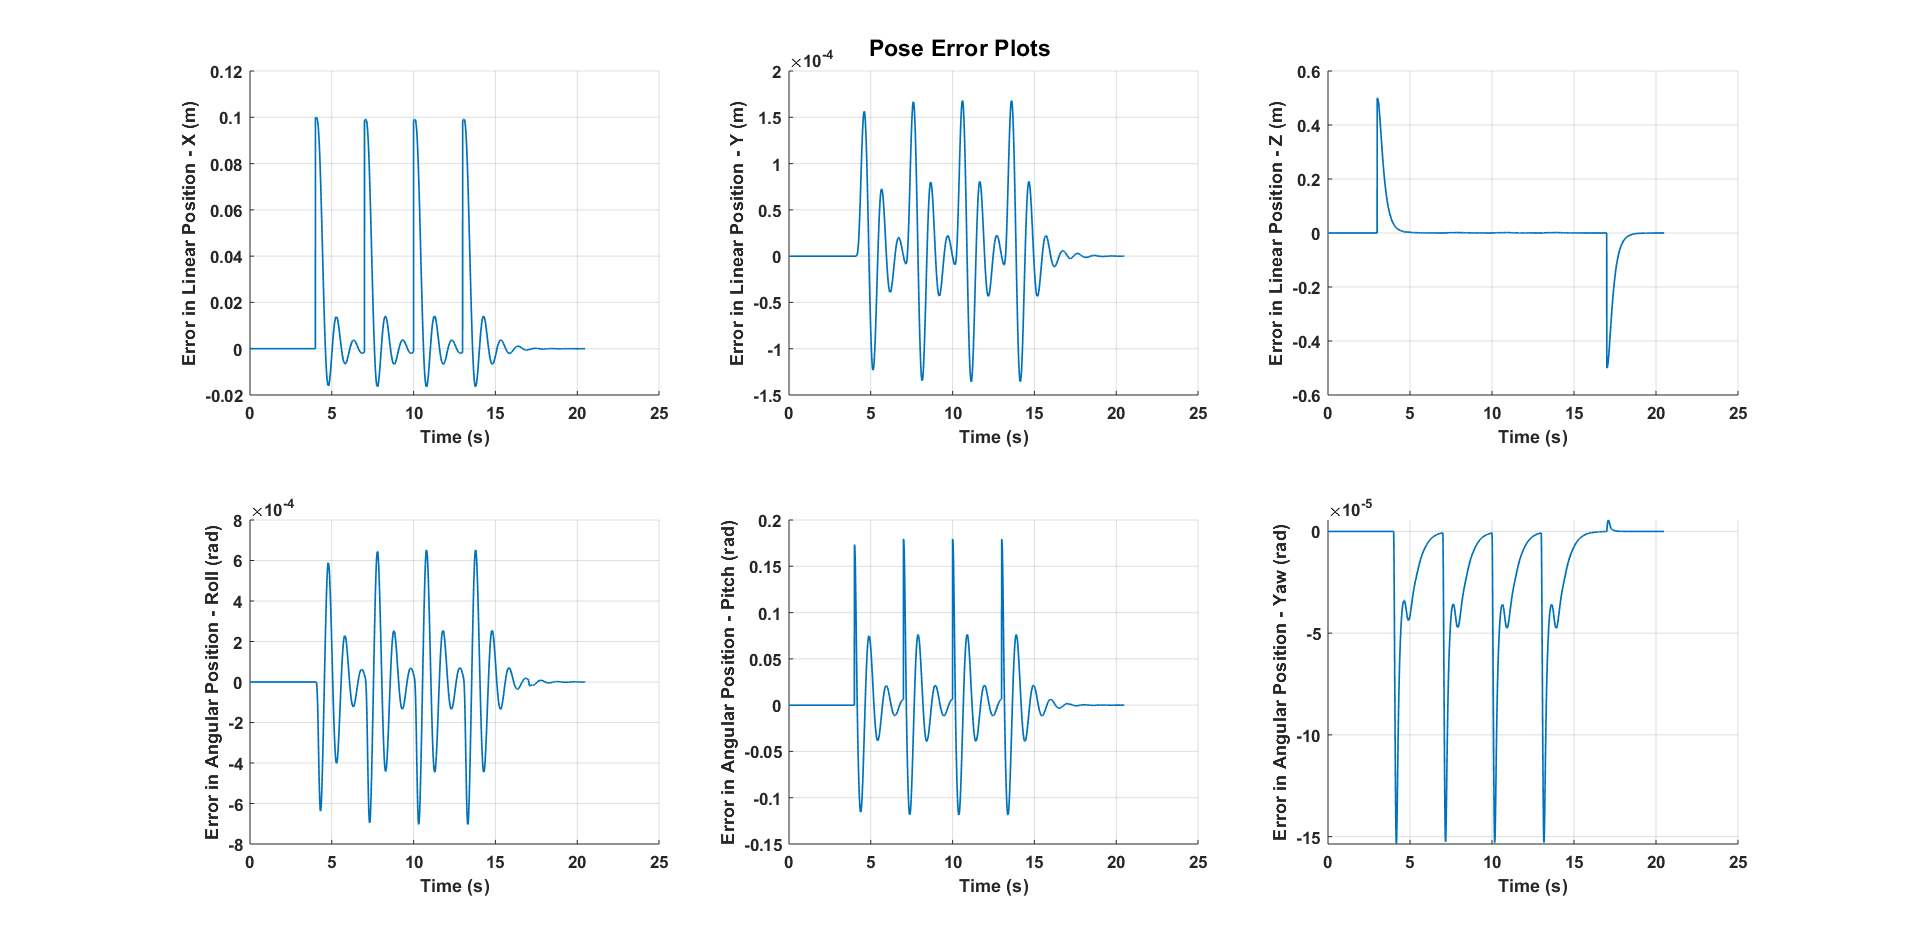 Pose Error Plots
Error in Linear Position - X (m)
0.12
0.1
0.08
0.06
0.04
0.02
0
-0.02
0 5 10 15 20 25
Time (s)
×10-4
Error in Linear Position - Y (m)
2
1.5
1
0.5
0
-0.5
-1
-1.5
0 5 10 15 20 25
Time (s)
Error in Linear Position - Z (m)
0.6
0.4
0.2
0
-0.2
-0.4
-0.6
0 5 10 15 20 25
Time (s)
×10-4
Error in Angular Position - Roll (rad)
8
6
4
2
0
-2
-4
-6
-8
0 5 10 15 20 25
Time (s)
Error in Angular Position - Pitch (rad)
0.2
0.15
0.1
0.05
0
-0.05
-0.1
-0.15
0 5 10 15 20 25
Time (s)
×10-5
Error in Angular Position - Yaw (rad)
0
-5
-10
-15
0 5 10 15 20 25
Time (s)